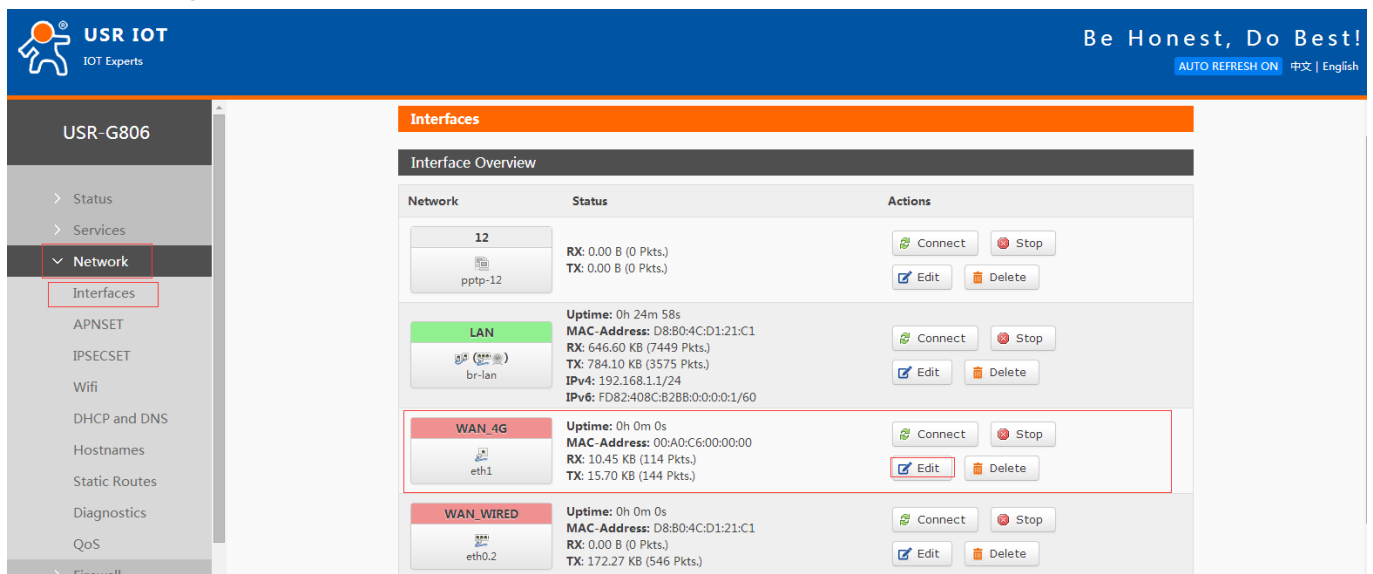 USR IOT
IOT Experts
Be Honest, Do Best!
AUTO REFRESH ON 中文 | English
USR-G806
Status
Services
Network
Interfaces
APNSET
IPSECSET
Wifi
DHCP and DNS
Hostnames
Static Routes
Diagnostics
QoS
Firewall
Interfaces
Interface Overview
Network Status Actions
12
pptp-12
RX: 0.00 B (0 Pkts.)
TX: 0.00 B (0 Pkts.)
Connect Stop
Edit Delete
LAN
br-lan
Uptime: 0h 24m 58s
MAC-Address: D8:B0:4C:D1:21:C1
RX: 646.60 KB (7449 Pkts.)
TX: 784.10 KB (3575 Pkts.)
IPv4: 192.168.1.1/24
IPv6: FD82:408C:B2BB:0:0:0:0:1/60
Connect Stop
Edit Delete
WAN_4G
eth1
Uptime: 0h 0m 0s
MAC-Address: 00:A0:C6:00:00:00
RX: 10.45 KB (114 Pkts.)
TX: 15.70 KB (144 Pkts.)
Connect Stop
Edit Delete
WAN_WIRED
eth0.2
Uptime: 0h 0m 0s
MAC-Address: D8:B0:4C:D1:21:C1
RX: 0.00 B (0 Pkts.)
TX: 172.27 KB (546 Pkts.)
Connect Stop
Edit Delete